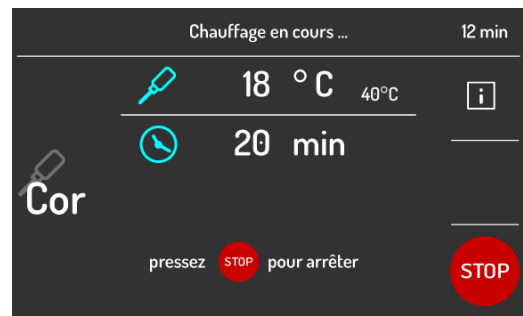 Chauffage en cours ...
12 min
18 °C 40°C
i
20 min
Cor
pressez STOP pour arrêter
STOP